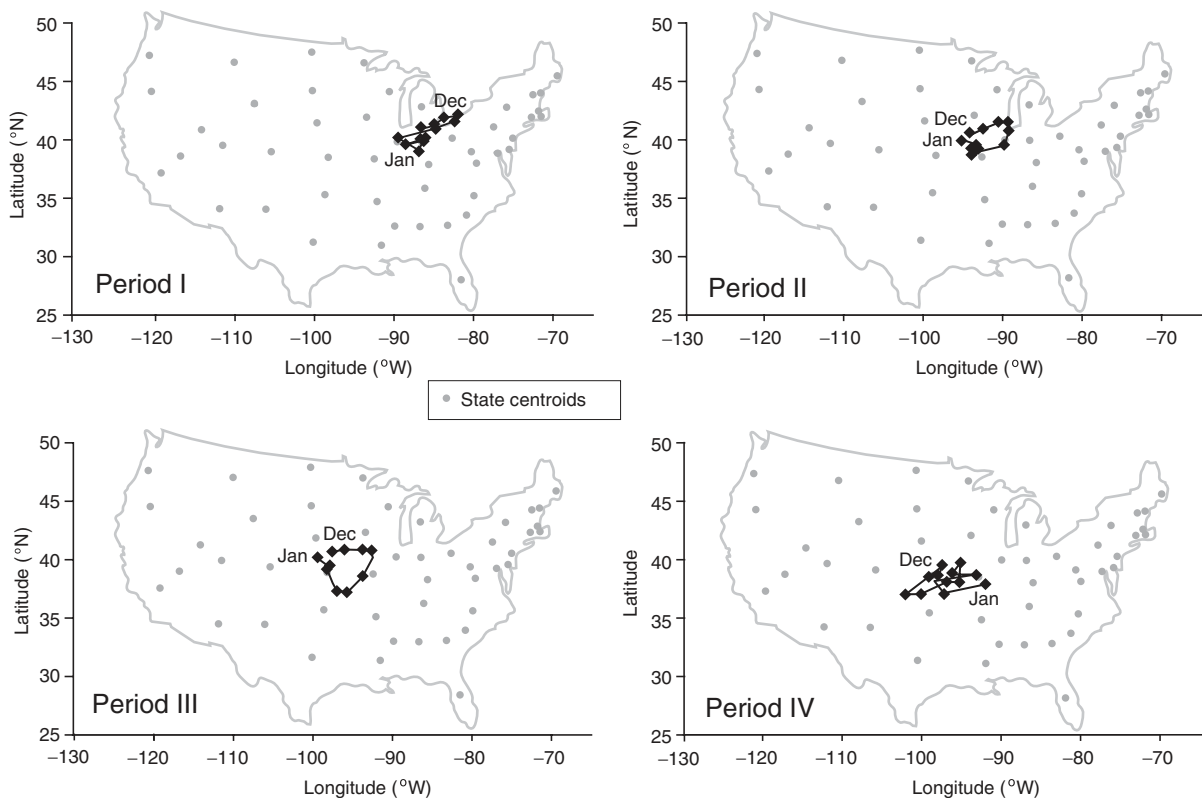 50
45
40
35
30
25
Latitude (°N)
Dec
Jan
Period I
−130
−120
−110
−100
−90
−80
−70
Longitude (°W)
50
45
40
35
30
25
Latitude (° N)
Dec
Jan
Period II
−130
−120
−110
−100
−90
−80
−70
Longitude (°W)
State centroids
50
45
40
35
30
25
Latitude (°N)
Dec
Jan
Period III
−130
−120
−110
−100
−90
−80
−70
Longitude (°W)
50
45
40
35
30
25
Latitude
Dec
Jan
Period IV
−130
−120
−110
−100
−90
−80
−70
Longitude (°W)